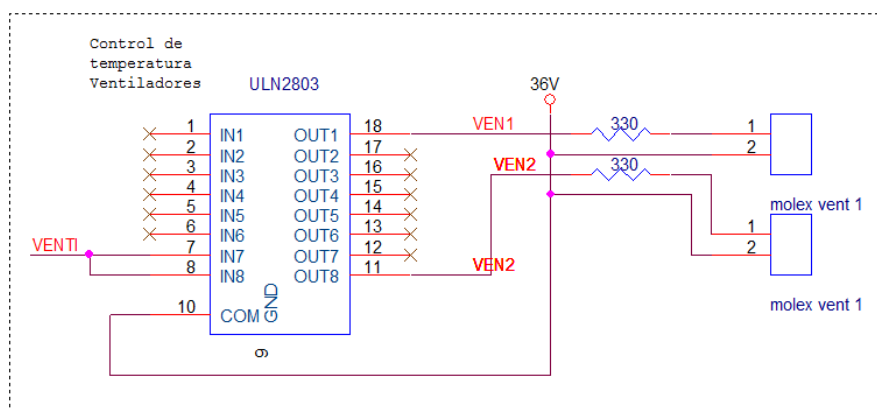 Control de
temperatura
Ventiladores
ULN2803
36V
1 IN1 OUT1 18 VEN1 330 1
2 IN2 OUT2 17 2
3 IN3 OUT3 16 VEN2 330
4 IN4 OUT4 15
5 IN5 OUT5 14 molex vent 1
6 IN6 OUT6 13 1
VENTI 7 IN7 OUT7 12 2
8 IN8 OUT8 11 VEN2
10 COM GND
molex vent 1
9